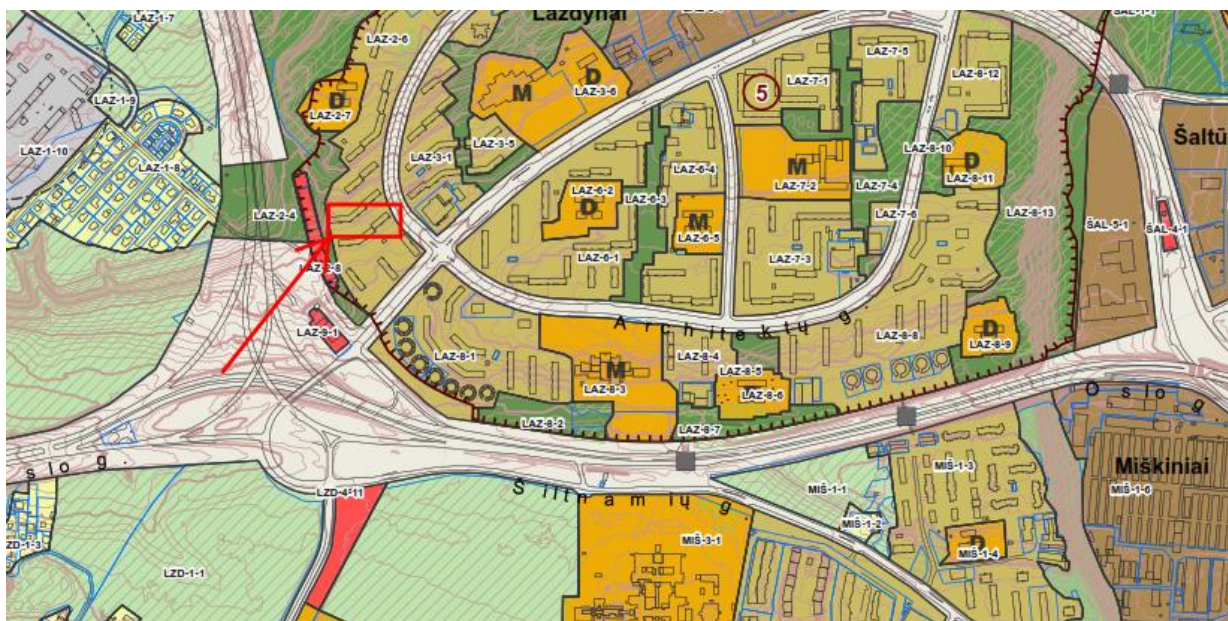 LAZ-1-7
Lazdynai
LAZ-2-6
LAZ-7-5
LAZ-1-9
D
LAZ-3-6
M
LAZ-7-1
5
LAZ-8-12
D
LAZ-2-7
LAZ-1-10
LAZ-3-5
LAZ-3-1
LAZ-1-8
M
Šaltū
LAZ-6-4
LAZ-8-10
D
LAZ-8-11
LAZ-6-2
D
LAZ-6-3
LAZ-7-2
LAZ-7-4
LAZ-2-4
LAZ-7-6
LAZ-8-13
M
LAZ-6-5
ŠAL-5-1
ŠAL-4-1
LAZ-6-1
LAZ-7-3
LAZ-9-1
Architektų g.
LAZ-8-8
D
LAZ-8-9
LAZ-8-1
LAZ-8-4
M
LAZ-8-3
LAZ-8-5
LAZ-8-6
Oslo g.
LAZ-8-2
LAZ-8-7
slo g.
MIŠ-1-3
Miškiniai
MIŠ-1-6
LZD-4-11
Šiltnamių g.
MIŠ-1-1
MIŠ-1-2
MIŠ-3-1
D
MIŠ-1-4
ZD-1-3
LZD-1-1